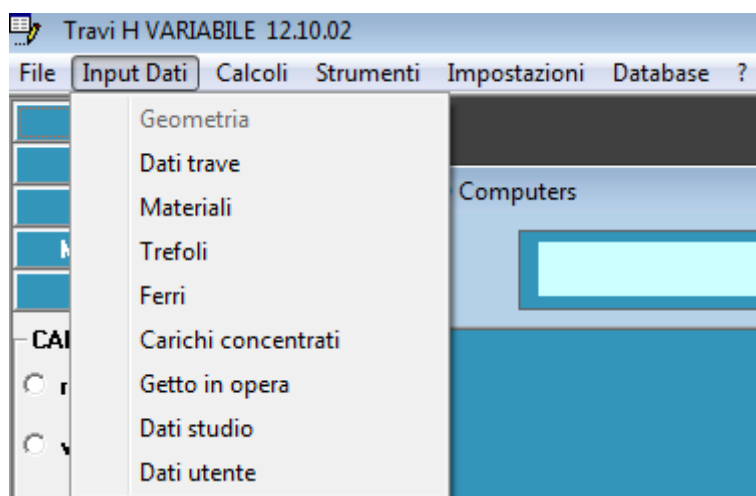 Travi H VARIABILE 12.10.02
File Input Dati Calcoli Strumenti Impostazioni Database ?
Geometria
Dati trave
Computers
Materiali
Trefoli
Ferri
Carichi concentrati
Getto in opera
Dati studio
Dati utente